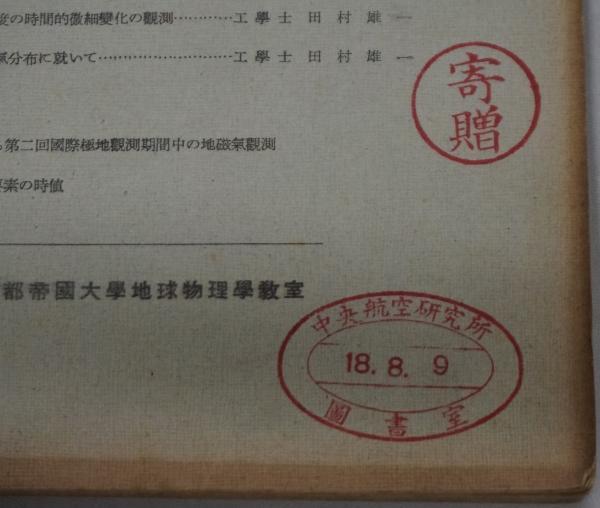 度の時間的微細變化の觀測…………工學士 田村雄一
氣分布に就いて………………………工學士 田村雄一
寄贈
る第二回國際極地觀測期間中の地磁氣觀測
要素の時値
都帝國大學地球物理學教室
中央航空研究所
18.8.9
圖書室